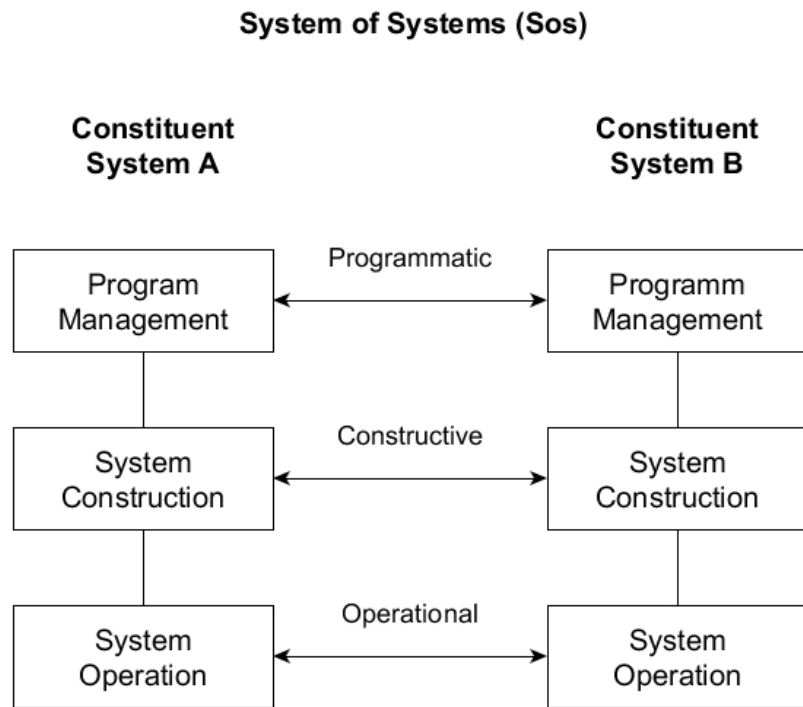 System of Systems (Sos)
Constituent
System A
Constituent
System B
Programmatic
Program
Management
Programm
Management
Constructive
System
Construction
System
Construction
Operational
System
Operation
System
Operation